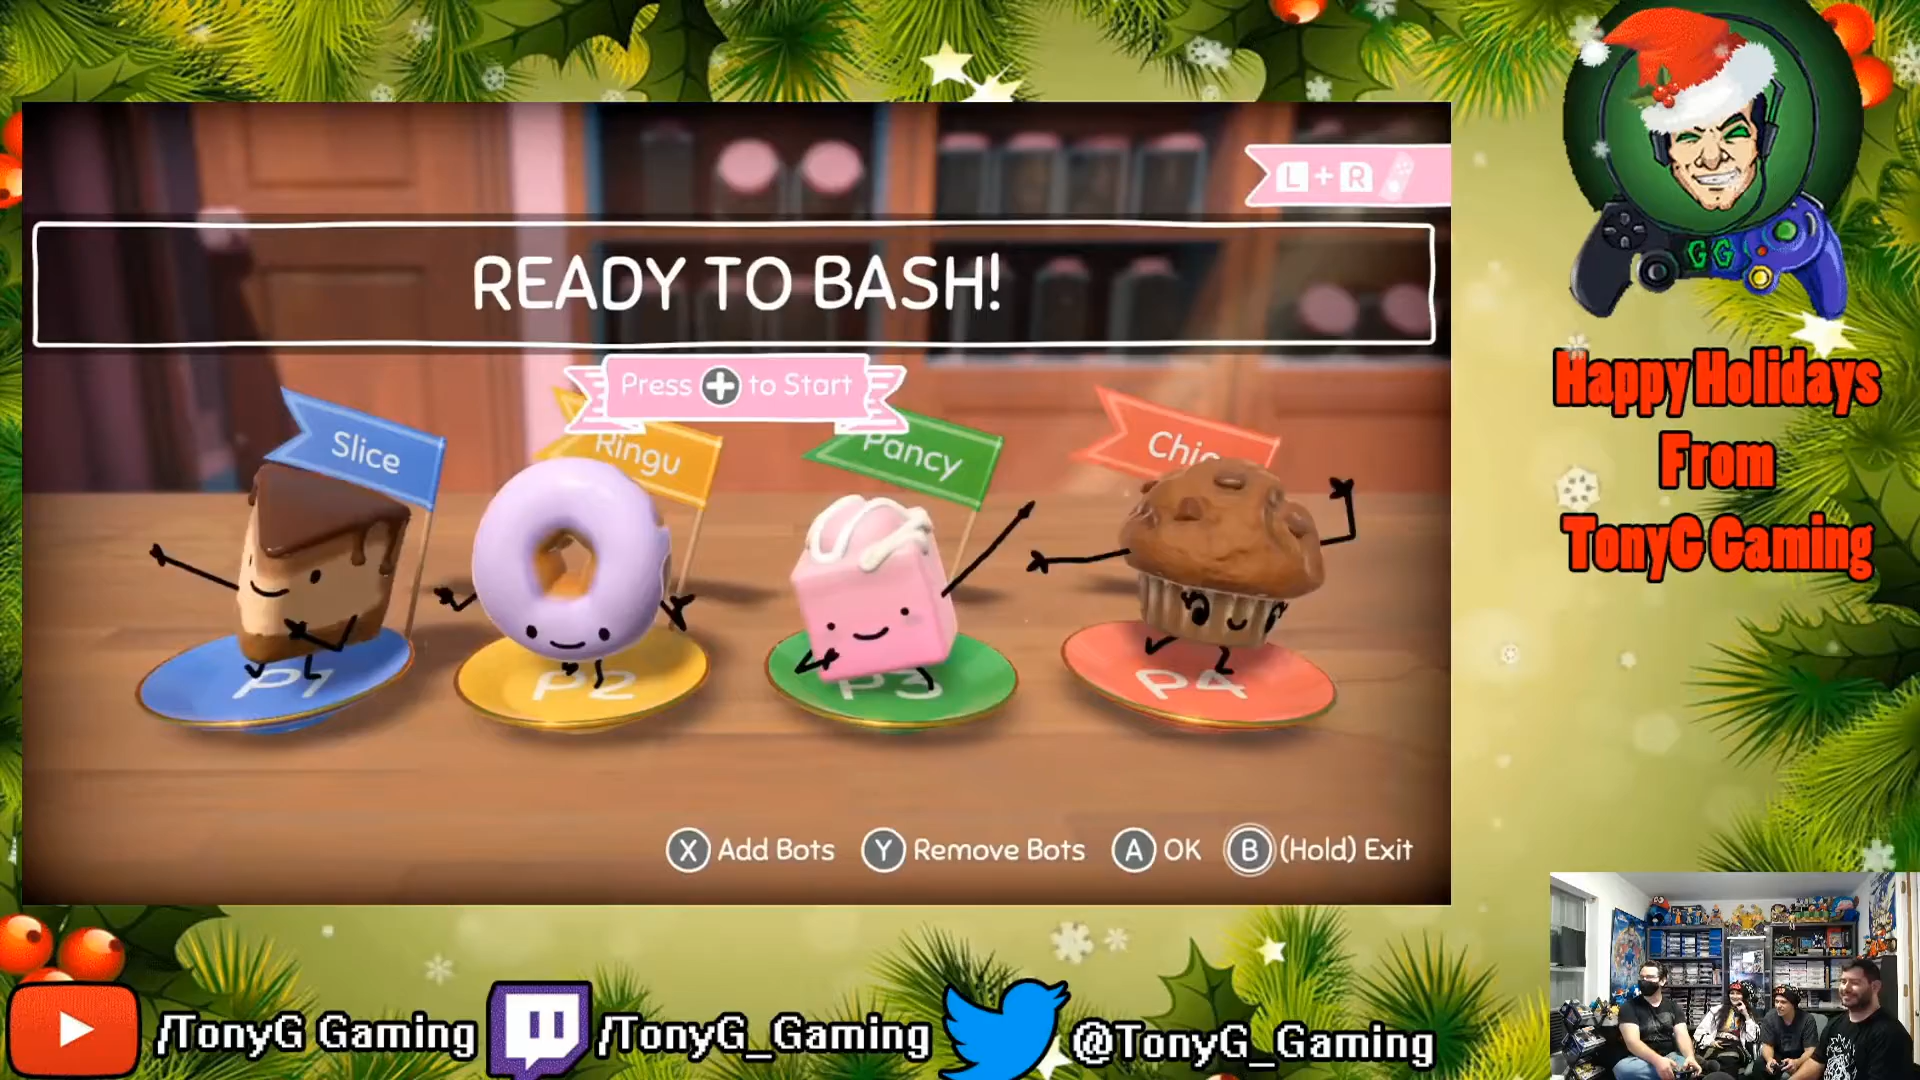 L + R
READY TO BASH!
Press + to Start
Slice
Ringu
Pancy
P1
P2
P3
P4
X Add Bots Y Remove Bots A OK B (Hold) Exit
GG
Happy Holidays
From
TonyG Gaming
/TonyG Gaming
/TonyG_Gaming
@TonyG_Gaming